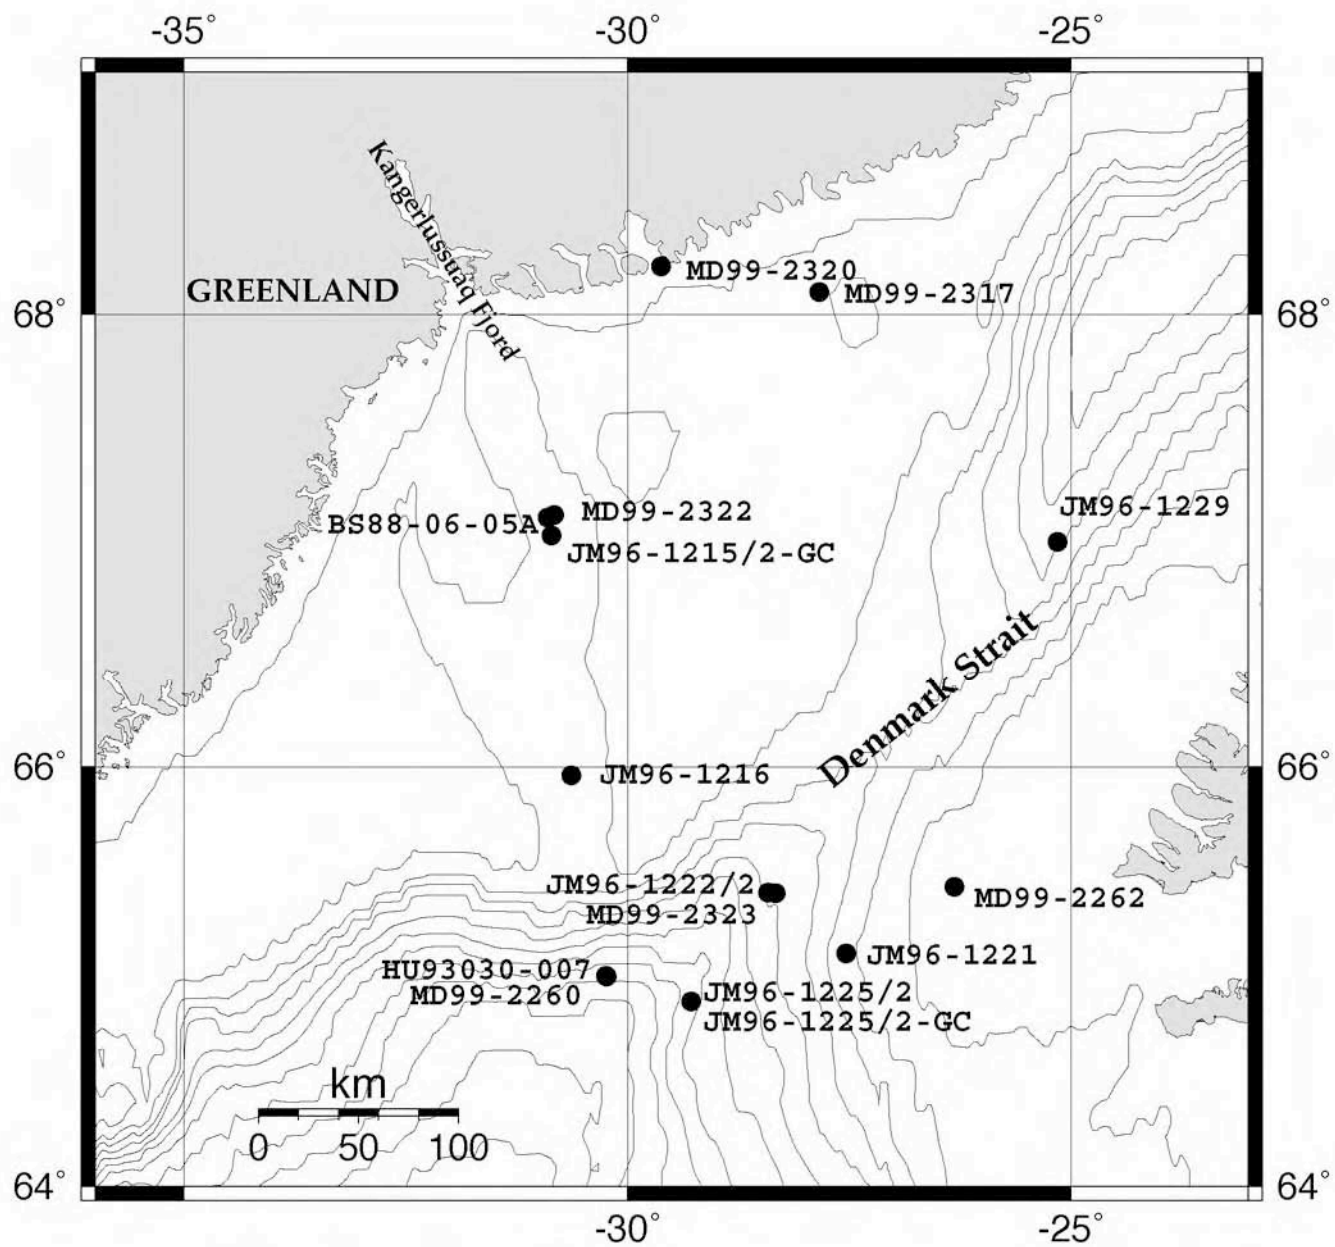 -35°
-30°
-25°
Kangerlussuaq Fjord
GREENLAND
MD99-2320
MD99-2317
68°
68°
JM96-1229
MD99-2322
BS88-06-05A
JM96-1215/2-GC
Denmark Strait
66°
66°
JM96-1216
JM96-1222/2
MD99-2323
MD99-2262
JM96-1221
HU93030-007
MD99-2260
JM96-1225/2
JM96-1225/2-GC
km
0 50 100
64°
64°
-30°
-25°